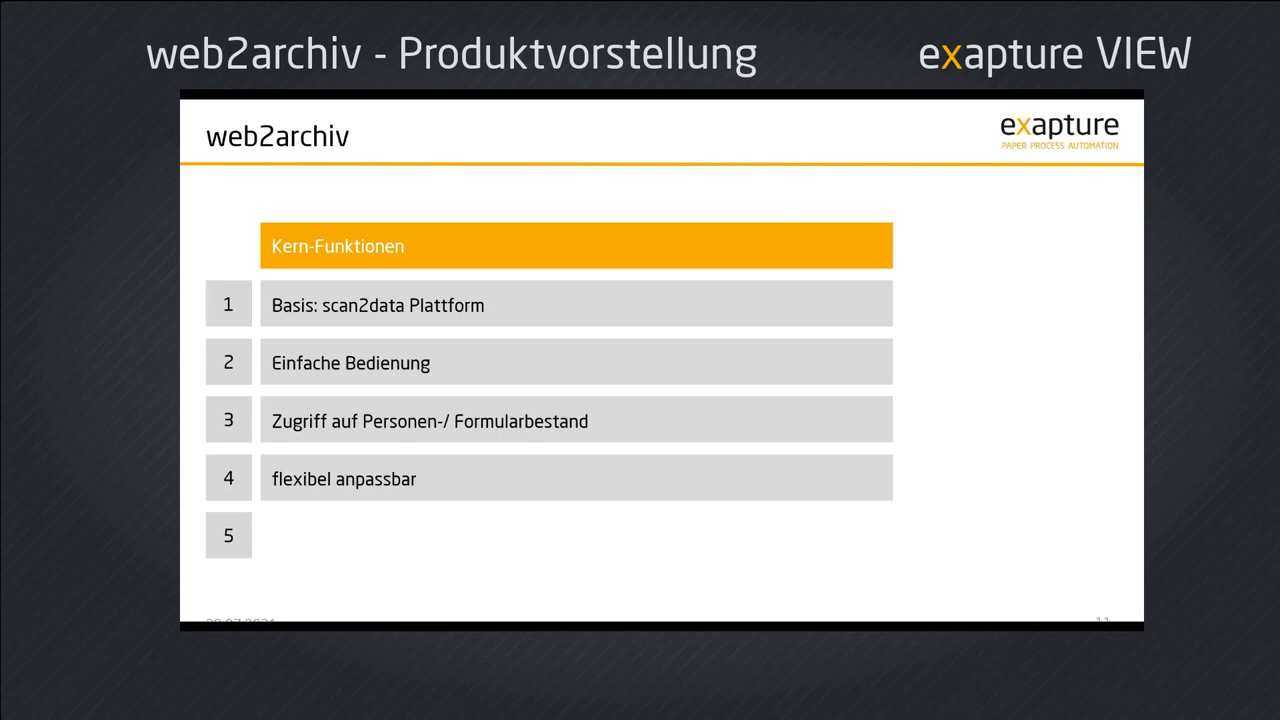 web2archiv - Produktvorstellung
exapture VIEW
web2archiv
exapture
PAPER PROCESS AUTOMATION
Kern-Funktionen
1 Basis: scan2data Plattform
2 Einfache Bedienung
3 Zugriff auf Personen-/ Formularbestand
4 flexibel anpassbar
5